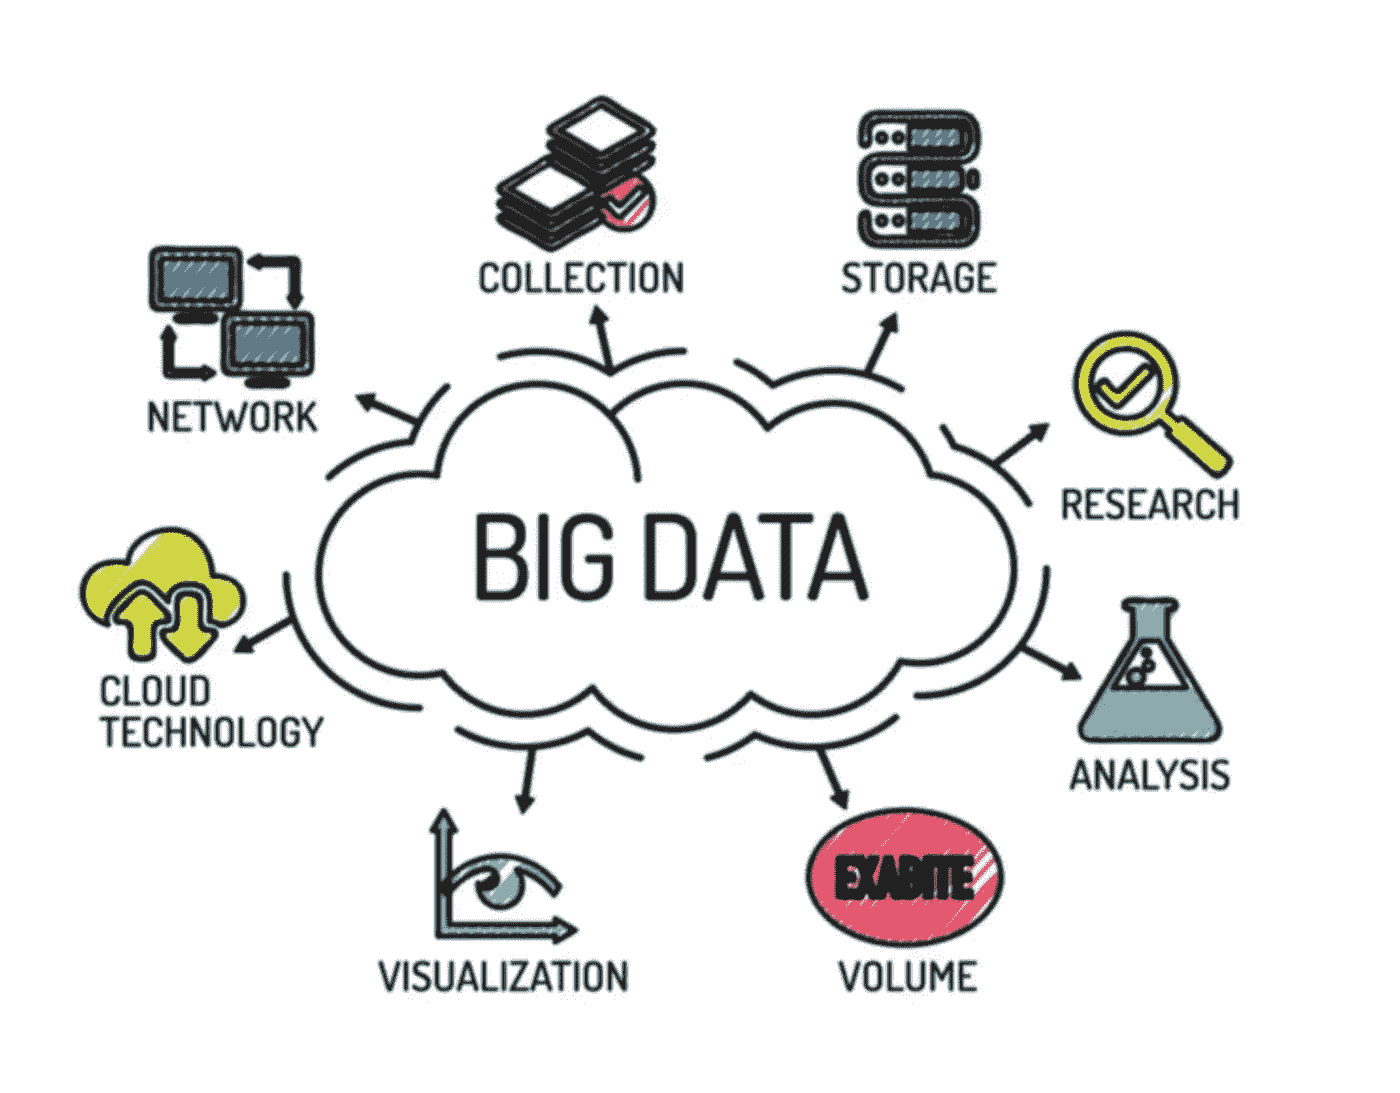 COLLECTION
STORAGE
NETWORK
RESEARCH
BIG DATA
CLOUD
TECHNOLOGY
ANALYSIS
EXABITE
VISUALIZATION
VOLUME